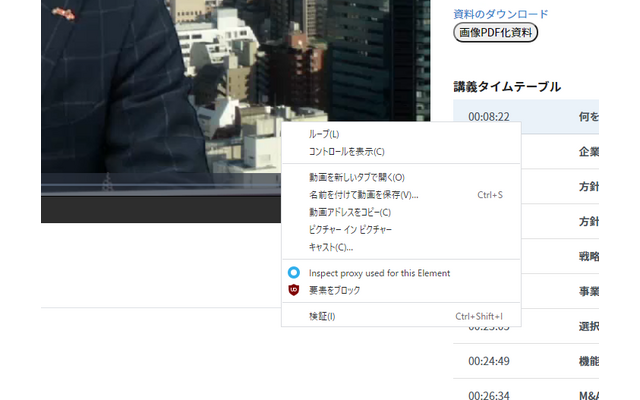 資料のダウンロード
画像PDF化資料
講義タイムテーブル
00:08:22 何を
企業
方針
方針
戦略
事業
選択
00:24:49 機能
00:26:34 M&A
ループ(L)
コントロールを表示(C)
動画を新しいタブで開く(O)
名前を付けて動画を保存(V)... Ctrl+S
動画アドレスをコピー(C)
ピクチャー イン ピクチャー
キャスト(C)...
Inspect proxy used for this Element
要素をブロック
検証(I) Ctrl+Shift+I